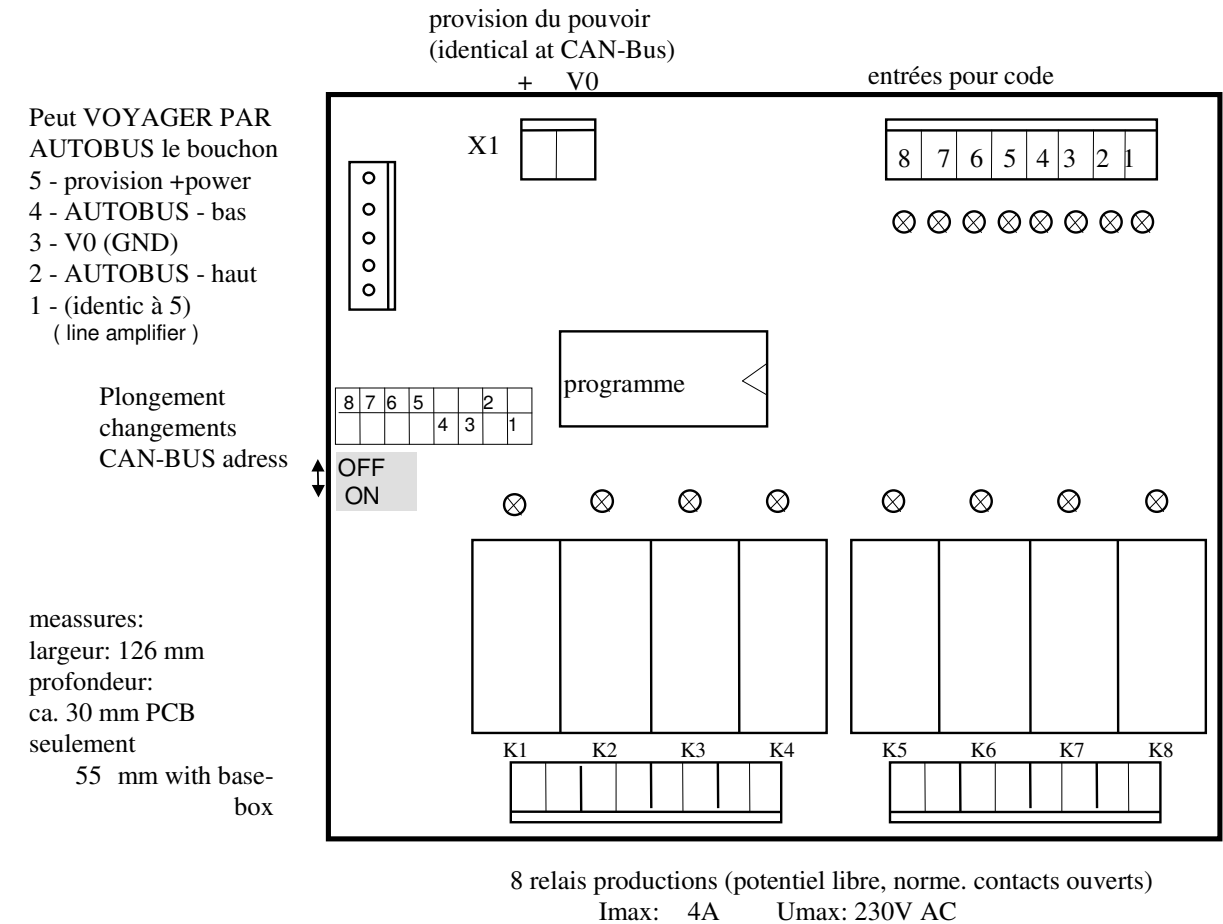 provision du pouvoir
(identical at CAN-Bus)
+ V0
entrées pour code
Peut VOYAGER PAR
AUTOBUS le bouchon
5 - provision +power
4 - AUTOBUS - bas
3 - V0 (GND)
2 - AUTOBUS - haut
1 - (identic à 5)
( line amplifier )
X1
8 7 6 5 4 3 2 1
programme
Plongement
changements
CAN-BUS adress
8 7 6 5 2
4 3 1
OFF
ON
meassures:
largeur: 126 mm
profondeur:
ca. 30 mm PCB
seulement
55 mm with base-
box
K1 K2 K3 K4 K5 K6 K7 K8
8 relais productions (potentiel libre, norme. contacts ouverts)
Imax: 4A Umax: 230V AC